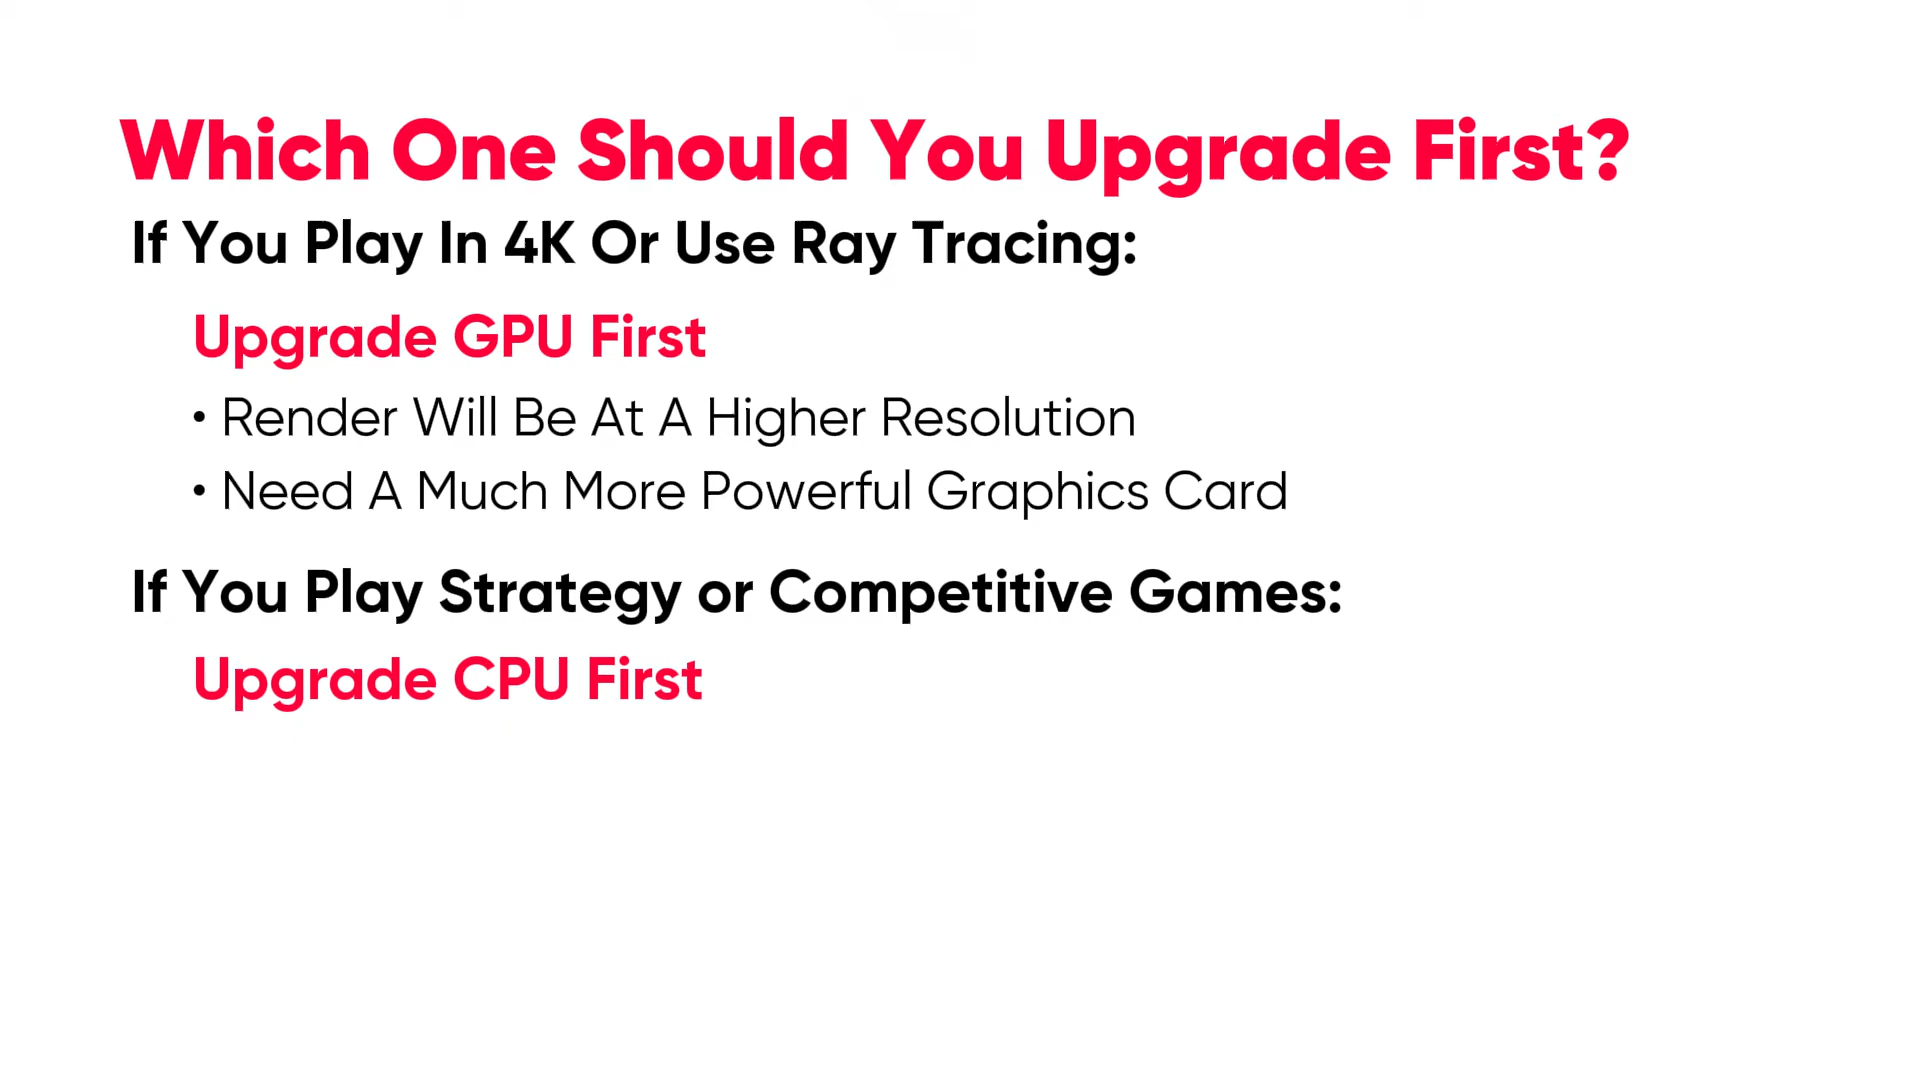 Which One Should You Upgrade First?
If You Play In 4K Or Use Ray Tracing:
Upgrade GPU First
• Render Will Be At A Higher Resolution
• Need A Much More Powerful Graphics Card
If You Play Strategy or Competitive Games:
Upgrade CPU First